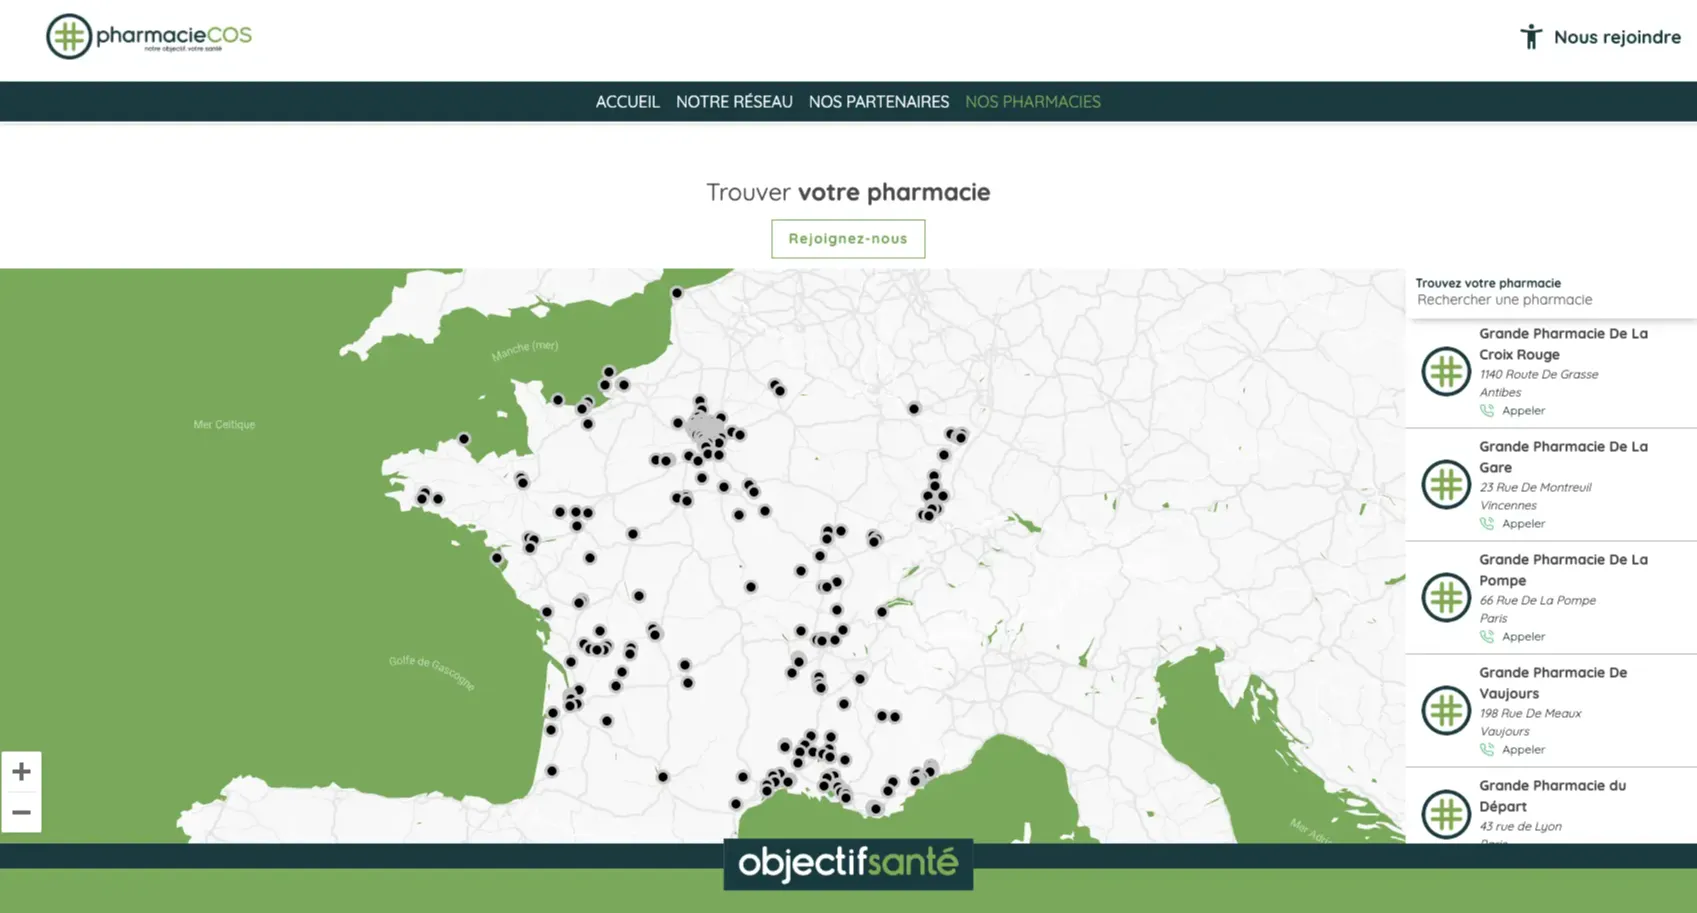 pharmacieCOS
notre objectif, votre santé
Nous rejoindre
ACCUEIL NOTRE RÉSEAU NOS PARTENAIRES NOS PHARMACIES
Trouver votre pharmacie
Rejoignez-nous
Manche (mer)
Mer Celtique
Golfe de Gascogne
+
−
Trouvez votre pharmacie
Rechercher une pharmacie
Grande Pharmacie De La
Croix Rouge
1140 Route De Grasse
Antibes
Appeler
Grande Pharmacie De La
Gare
23 Rue De Montreuil
Vincennes
Appeler
Grande Pharmacie De La
Pompe
66 Rue De La Pompe
Paris
Appeler
Grande Pharmacie De
Vaujours
198 Rue De Meaux
Vaujours
Appeler
Grande Pharmacie du
Départ
43 rue de Lyon
objectifsanté